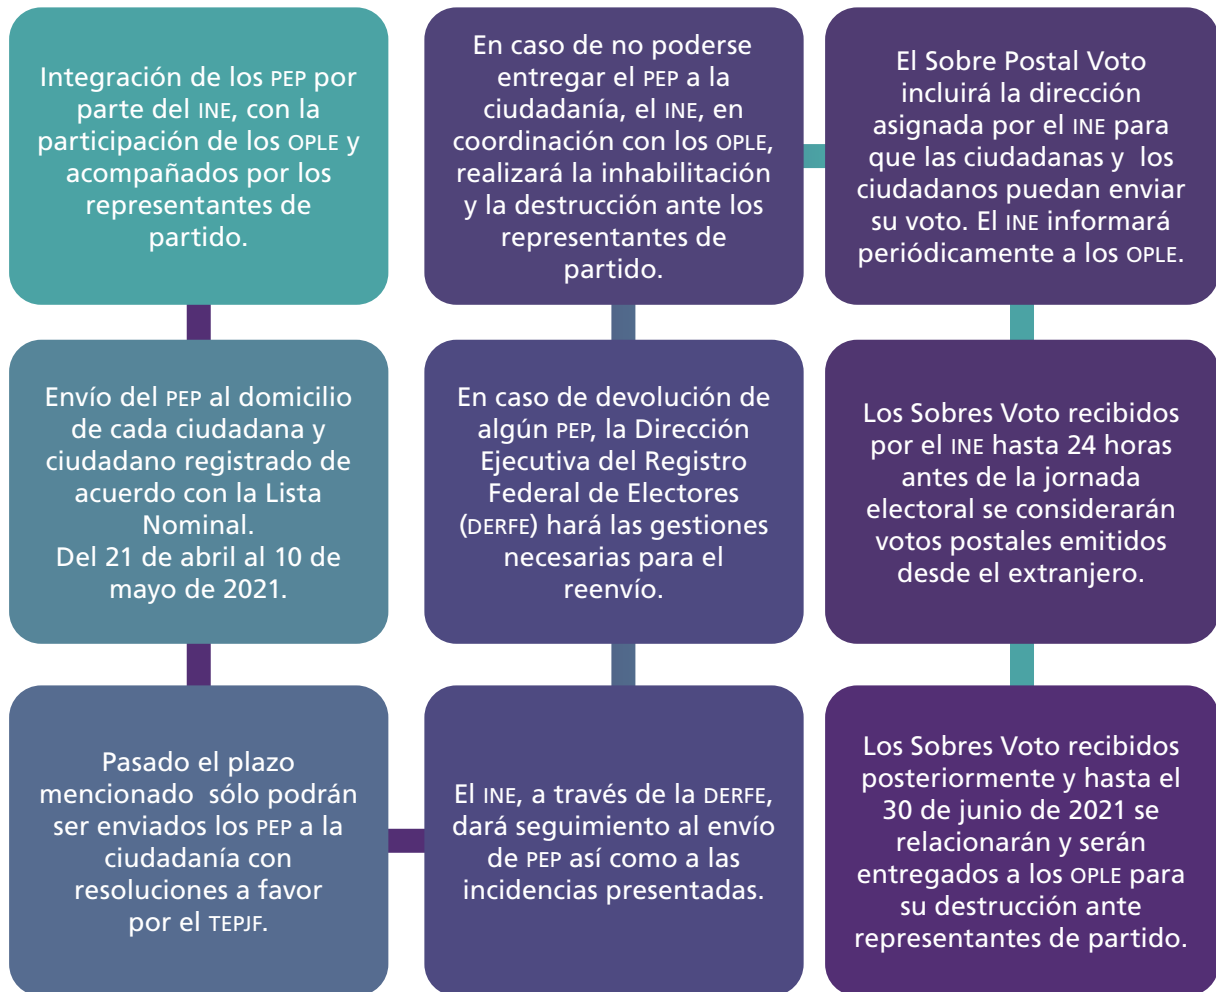 Integración de los PEP por
parte del INE, con la
participación de los OPLE y
acompañados por los
representantes de
partido.
Envío del PEP al domicilio
de cada ciudadana y
ciudadano registrado de
acuerdo con la Lista
Nominal.
Del 21 de abril al 10 de
mayo de 2021.
Pasado el plazo
mencionado sólo podrán
ser enviados los PEP a la
ciudadanía con
resoluciones a favor
por el TEPJF.
El INE, a través de la DERFE,
dará seguimiento al envío
de PEP así como a las
incidencias presentadas.
En caso de devolución de
algún PEP, la Dirección
Ejecutiva del Registro
Federal de Electores
(DERFE) hará las gestiones
necesarias para el
reenvío.
En caso de no poderse
entregar el PEP a la
ciudadanía, el INE, en
coordinación con los OPLE,
realizará la inhabilitación
y la destrucción ante los
representantes de
partido.
El Sobre Postal Voto
incluirá la dirección
asignada por el INE para
que las ciudadanas y los
ciudadanos puedan enviar
su voto. El INE informará
periódicamente a los OPLE.
Los Sobres Voto recibidos
por el INE hasta 24 horas
antes de la jornada
electoral se considerarán
votos postales emitidos
desde el extranjero.
Los Sobres Voto recibidos
posteriormente y hasta el
30 de junio de 2021 se
relacionarán y serán
entregados a los OPLE para
su destrucción ante
representantes de partido.